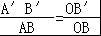 A′ B′/AB = OB′/OB